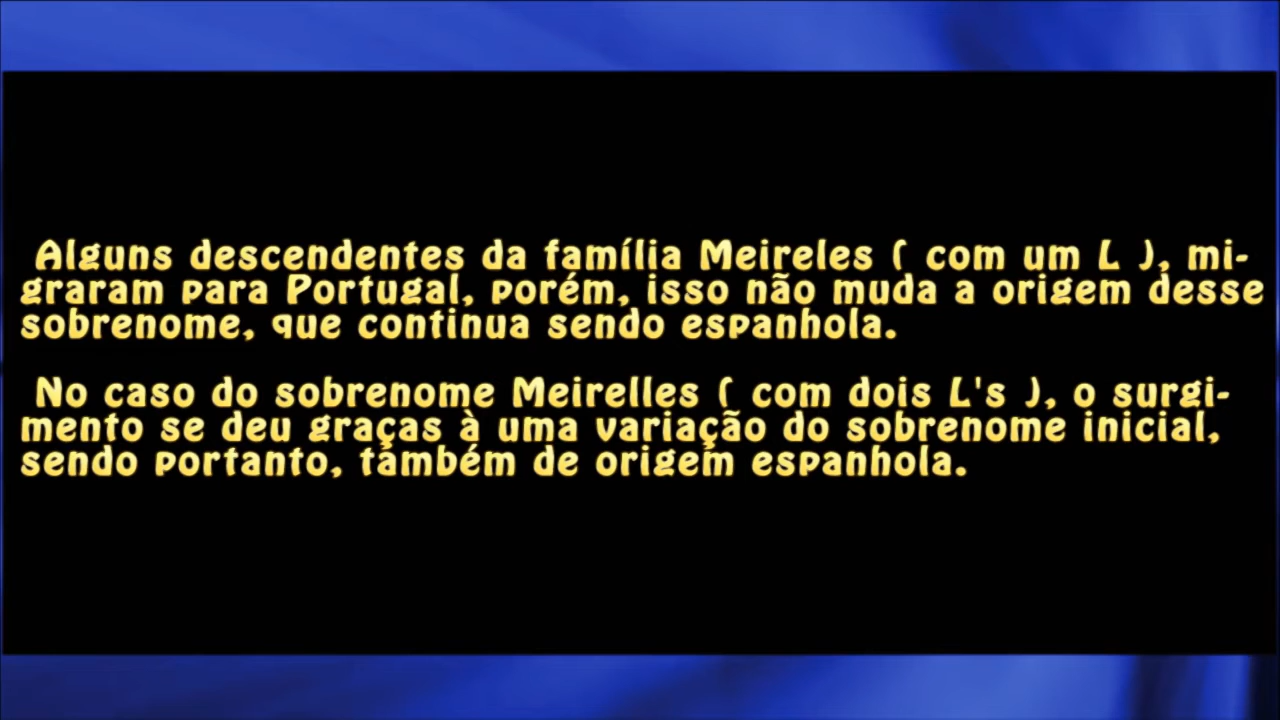 Alguns descendentes da família Meireles ( com um L ), mi-
graram para Portugal, porém, isso não muda a origem desse
sobrenome, que continua sendo espanhola.
No caso do sobrenome Meirelles ( com dois L's ), o surgi-
mento se deu graças à uma variação do sobrenome inicial,
sendo portanto, também de origem espanhola.